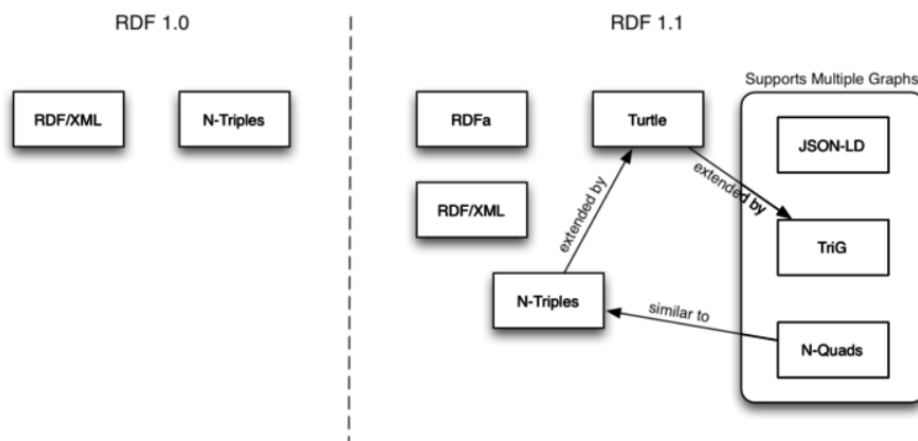 RDF 1.0
RDF 1.1
Supports Multiple Graphs
RDF/XML
N-Triples
RDFa
Turtle
JSON-LD
extended by
extended by
RDF/XML
TriG
N-Triples
similar to
N-Quads